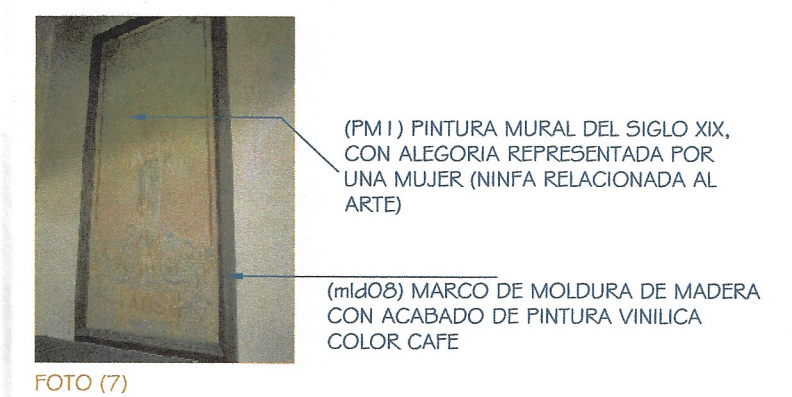 (PM1) PINTURA MURAL DEL SIGLO XIX,
CON ALEGORIA REPRESENTADA POR
UNA MUJER (NINFA RELACIONADA AL
ARTE)
(mld08) MARCO DE MOLDURA DE MADERA
CON ACABADO DE PINTURA VINILICA
COLOR CAFE
FOTO (7)